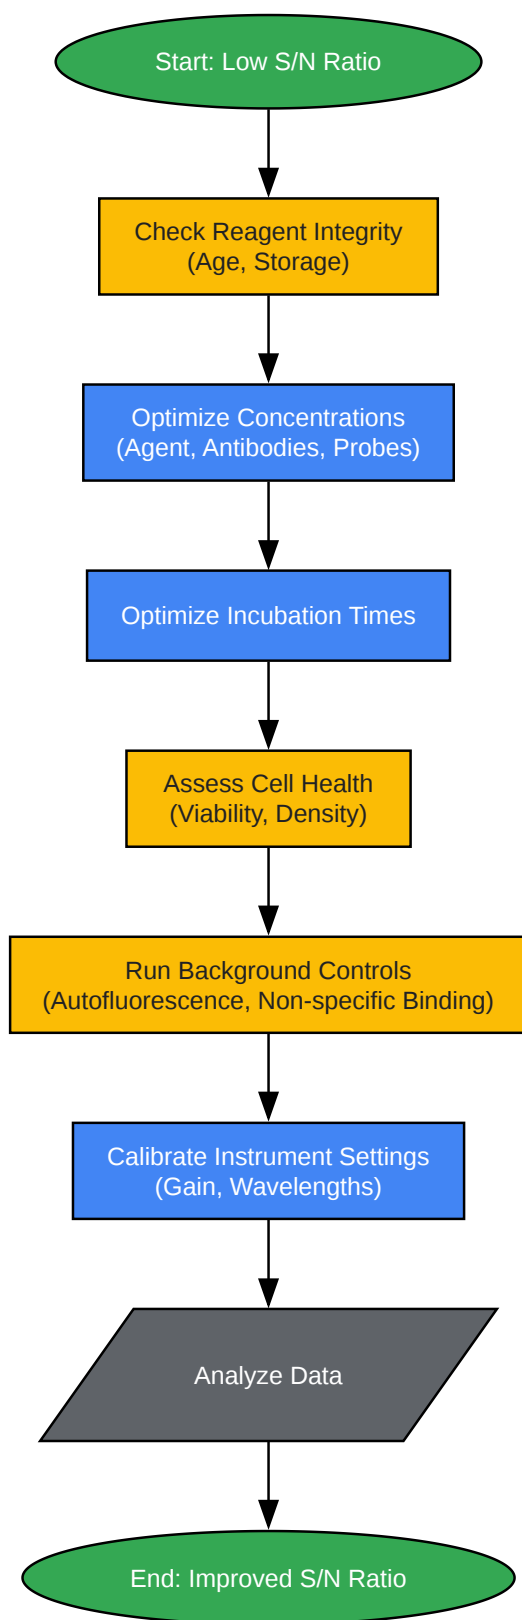 Start: Low S/N Ratio
Check Reagent Integrity
(Age, Storage)
Optimize Concentrations
(Agent, Antibodies, Probes)
Optimize Incubation Times
Assess Cell Health
(Viability, Density)
Run Background Controls
(Autofluorescence, Non-specific Binding)
Calibrate Instrument Settings
(Gain, Wavelengths)
Analyze Data
End: Improved S/N Ratio